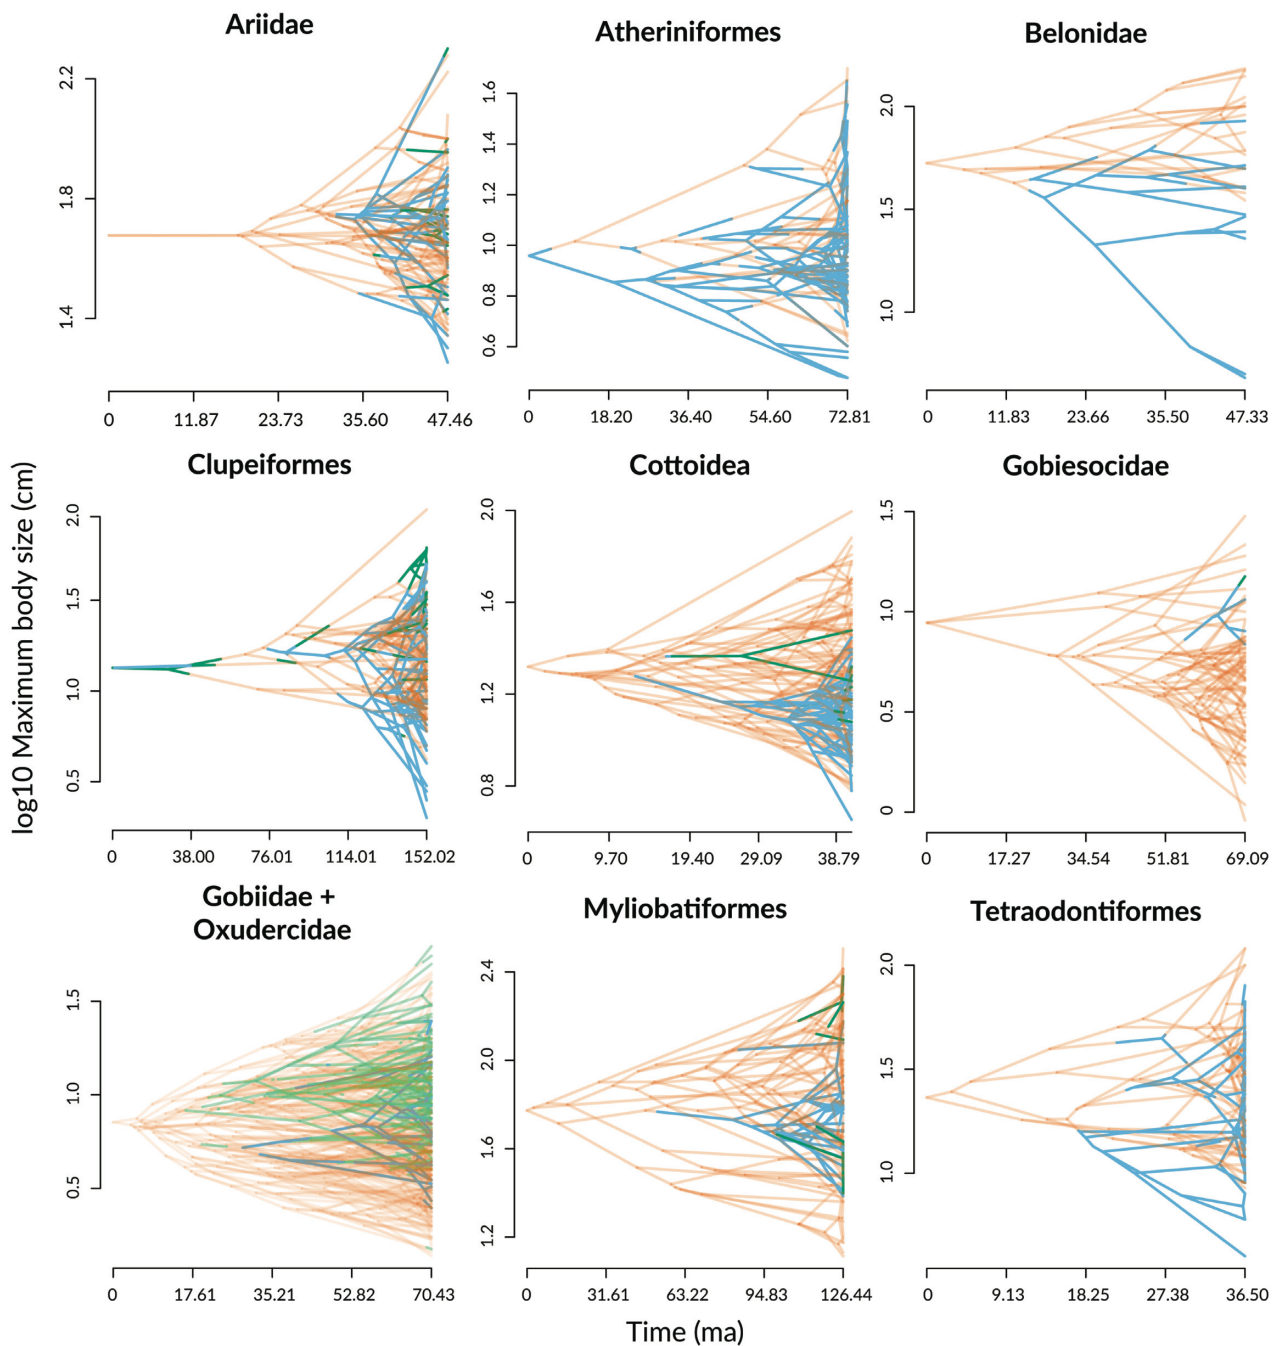 Ariidae
Atheriniformes
Belonidae
2.2
1.8
1.4
0 11.87 23.73 35.60 47.46
1.6
1.4
1.2
1.0
0.8
0.6
0 18.20 36.40 54.60 72.81
2.0
1.5
1.0
0 11.83 23.66 35.50 47.33
log10 Maximum body size (cm)
Clupeiformes
Cottoidea
Gobiesocidae
2.0
1.5
1.0
0.5
0 38.00 76.01 114.01 152.02
2.0
1.6
1.2
0.8
0 9.70 19.40 29.09 38.79
1.5
1.0
0.5
0
0 17.27 34.54 51.81 69.09
Gobiidae +
Oxudercidae
Myliobatiformes
Tetraodontiformes
1.5
1.0
0.5
0 17.61 35.21 52.82 70.43
2.4
2.0
1.6
1.2
0 31.61 63.22 94.83 126.44
2.0
1.5
1.0
0 9.13 18.25 27.38 36.50
Time (ma)